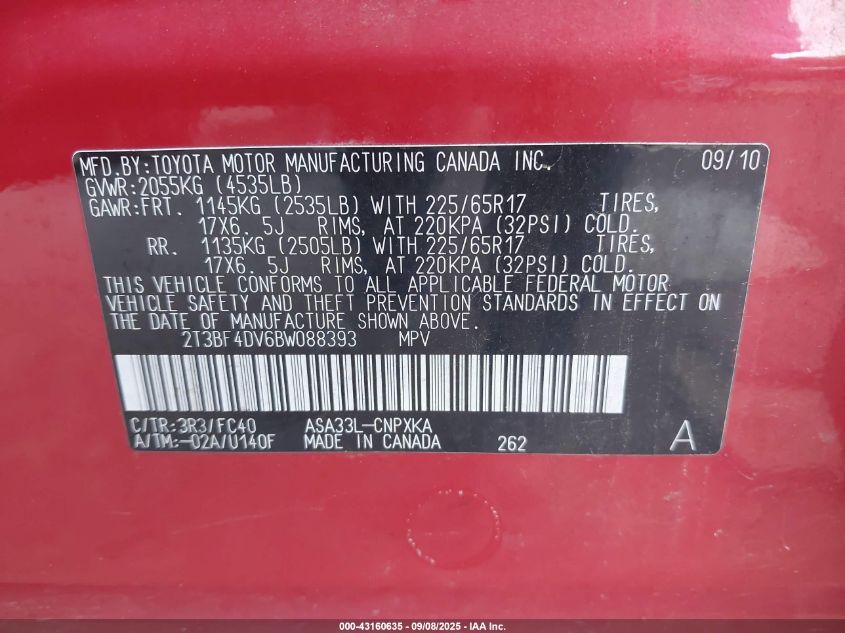 MFD.BY:TOYOTA MOTOR MANUFACTURING CANADA INC. 09/10
GVWR:2055KG (4535LB)
GAWR:FRT. 1145KG (2535LB) WITH 225/65R17 TIRES,
17X6. 5J RIMS, AT 220KPA (32PSI) COLD.
RR. 1135KG (2505LB) WITH 225/65R17 TIRES,
17X6. 5J RIMS, AT 220KPA (32PSI) COLD.
THIS VEHICLE CONFORMS TO ALL APPLICABLE FEDERAL MOTOR
VEHICLE SAFETY AND THEFT PREVENTION STANDARDS IN EFFECT ON
THE DATE OF MANUFACTURE SHOWN ABOVE.
2T3BF4DV6BW088393 MPV
C/TR:3R3/FC40 ASA33L-CNPXKA
A/TM:-02A/U140F MADE IN CANADA 262 A
000-43160635 - 09/08/2025 - IAA Inc.